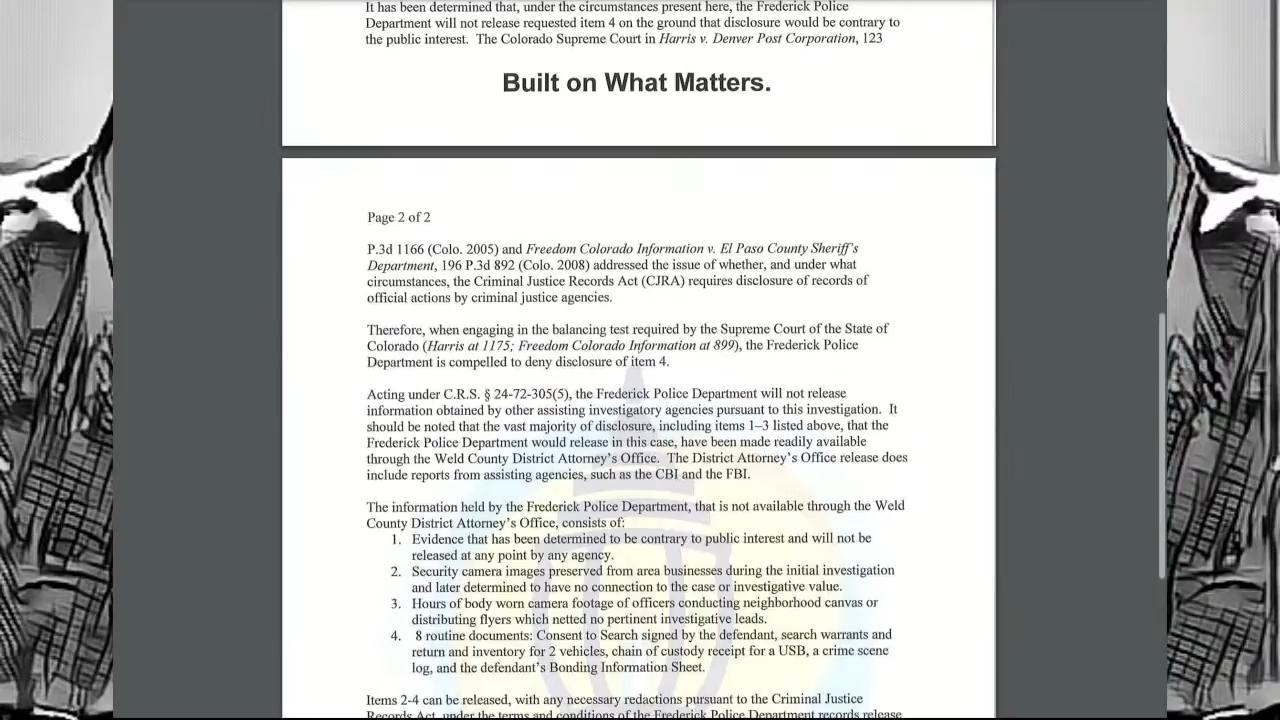 It has been determined that, under the circumstances present here, the Frederick Police
Department will not release requested item 4 on the ground that disclosure would be contrary to
the public interest. The Colorado Supreme Court in Harris v. Denver Post Corporation, 123
Built on What Matters.
Page 2 of 2
P.3d 1166 (Colo. 2005) and Freedom Colorado Information v. El Paso County Sheriff's
Department, 196 P.3d 892 (Colo. 2008) addressed the issue of whether, and under what
circumstances, the Criminal Justice Records Act (CJRA) requires disclosure of records of
official actions by criminal justice agencies.
Therefore, when engaging in the balancing test required by the Supreme Court of the State of
Colorado (Harris at 1175; Freedom Colorado Information at 899), the Frederick Police
Department is compelled to deny disclosure of item 4.
Acting under C.R.S. § 24-72-305(5), the Frederick Police Department will not release
information obtained by other assisting investigatory agencies pursuant to this investigation. It
should be noted that the vast majority of disclosure, including items 1–3 listed above, that the
Frederick Police Department would release in this case, have been made readily available
through the Weld County District Attorney's Office. The District Attorney's Office release does
include reports from assisting agencies, such as the CBI and the FBI.
The information held by the Frederick Police Department, that is not available through the Weld
County District Attorney's Office, consists of:
1. Evidence that has been determined to be contrary to public interest and will not be
released at any point by any agency.
2. Security camera images preserved from area businesses during the initial investigation
and later determined to have no connection to the case or investigative value.
3. Hours of body worn camera footage of officers conducting neighborhood canvas or
distributing flyers which netted no pertinent investigative leads.
4. 8 routine documents: Consent to Search signed by the defendant, search warrants and
return and inventory for 2 vehicles, chain of custody receipt for a USB, a crime scene
log, and the defendant's Bonding Information Sheet.
Items 2-4 can be released, with any necessary redactions pursuant to the Criminal Justice
Records Act, under the terms and conditions of the Frederick Police Department records release